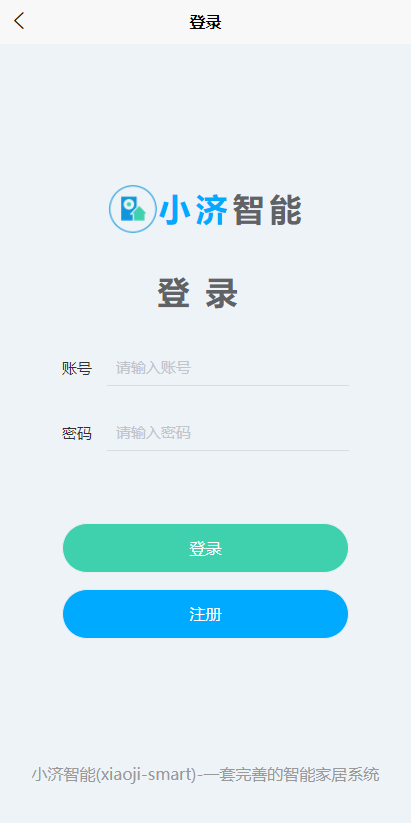 登录
小济智能
登 录
账号 请输入账号
密码 请输入密码
登录
注册
小济智能(xiaoji-smart)-一套完善的智能家居系统